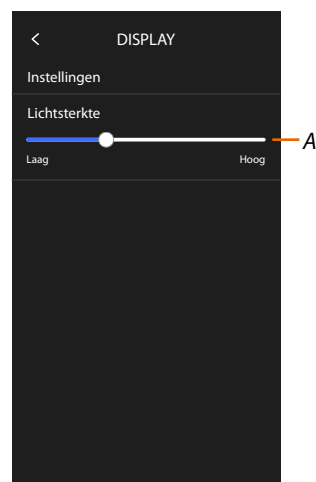 DISPLAY
Instellingen
Lichtsterkte
A
Laag Hoog